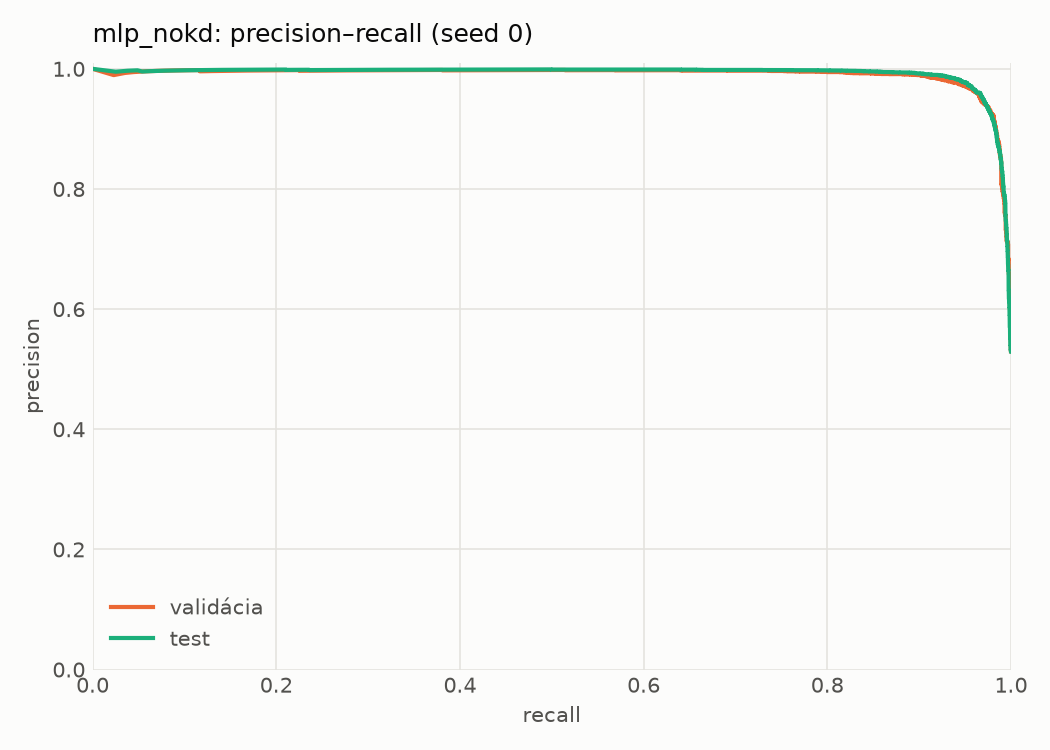 mlp_nokd: precision–recall (seed 0)
1.0
0.8
0.6
0.4
0.2
0.0
precision
validácia
test
0.0 0.2 0.4 0.6 0.8 1.0
recall